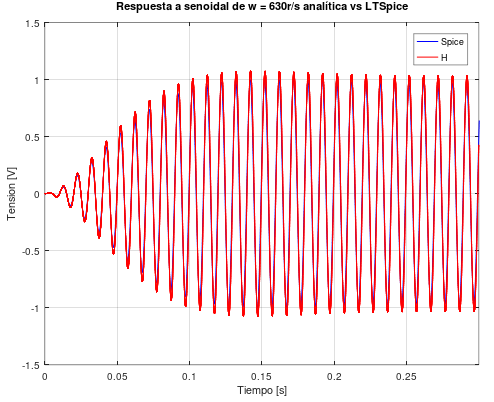 Respuesta a senoidal de w = 630r/s analítica vs LTSpice
1.5
Spice
H
1
0.5
0
-0.5
-1
-1.5
Tension [V]
0
0.05
0.1
0.15
0.2
0.25
Tiempo [s]